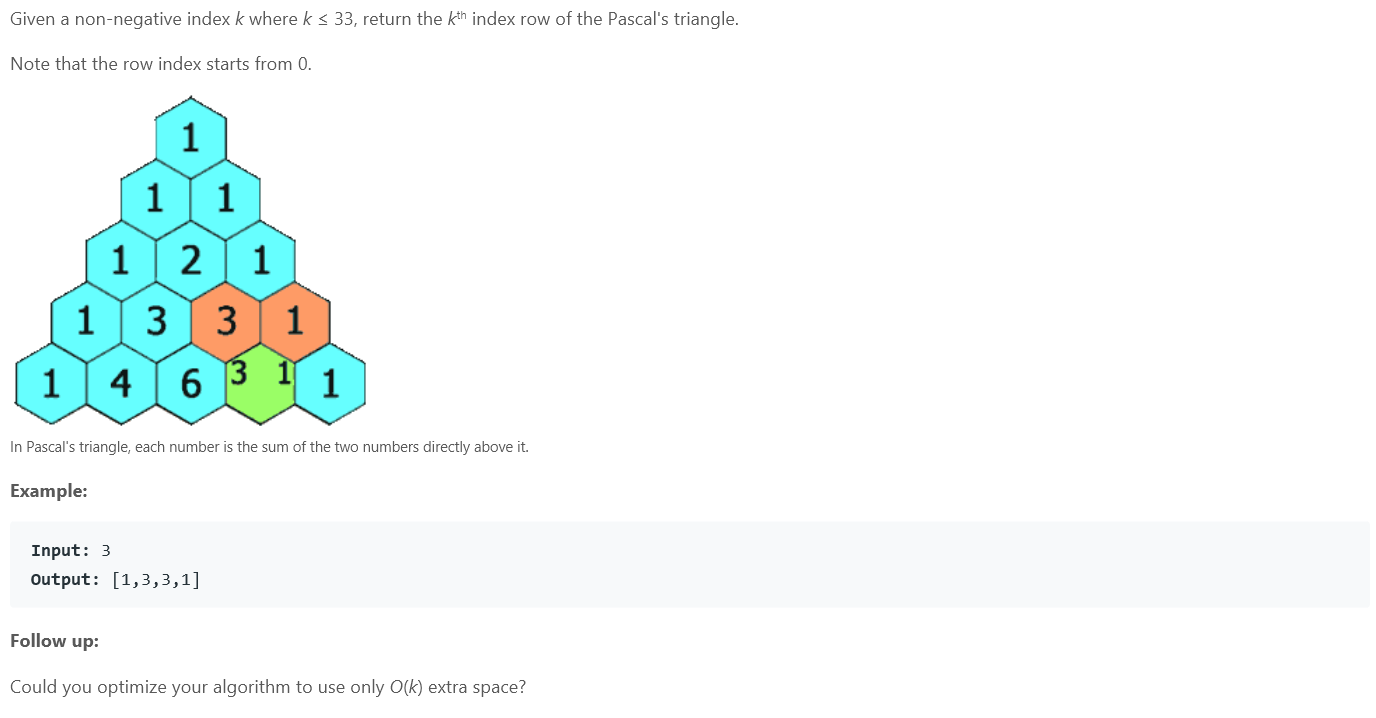 Given a non-negative index k where k ≤ 33, return the kth index row of the Pascal's triangle.
Note that the row index starts from 0.
1
1 1
1 2 1
1 3 3 1
1 4 6 3 1 1
In Pascal's triangle, each number is the sum of the two numbers directly above it.
Example:
Input: 3
Output: [1,3,3,1]
Follow up:
Could you optimize your algorithm to use only O(k) extra space?